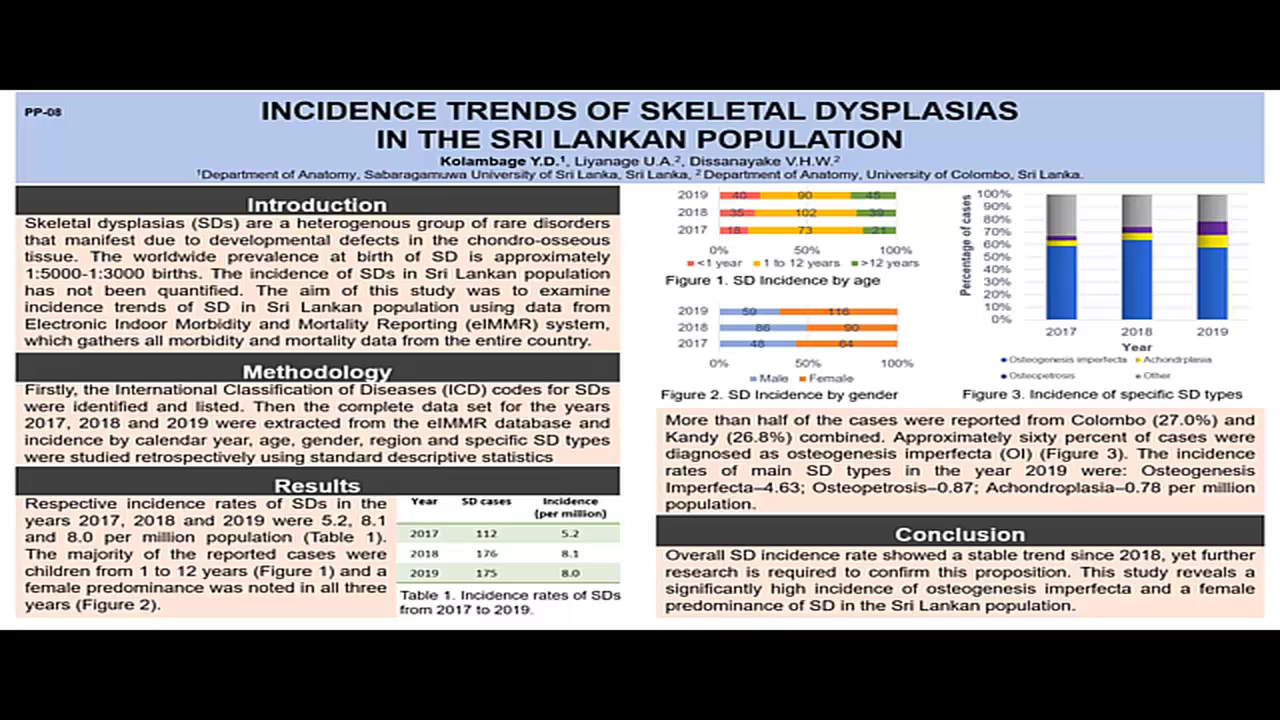 PP-08
INCIDENCE TRENDS OF SKELETAL DYSPLASIAS
IN THE SRI LANKAN POPULATION
Kolambage Y.D.¹, Liyanage U.A.², Dissanayake V.H.W.²
¹Department of Anatomy, Sabaragamuwa University of Sri Lanka, Sri Lanka, ² Department of Anatomy, University of Colombo, Sri Lanka.
Introduction
Skeletal dysplasias (SDs) are a heterogenous group of rare disorders
that manifest due to developmental defects in the chondro-osseous
tissue. The worldwide prevalence at birth of SD is approximately
1:5000-1:3000 births. The incidence of SDs in Sri Lankan population
has not been quantified. The aim of this study was to examine
incidence trends of SD in Sri Lankan population using data from
Electronic Indoor Morbidity and Mortality Reporting (eIMMR) system,
which gathers all morbidity and mortality data from the entire country.
Methodology
Firstly, the International Classification of Diseases (ICD) codes for SDs
were identified and listed. Then the complete data set for the years
2017, 2018 and 2019 were extracted from the eIMMR database and
incidence by calendar year, age, gender, region and specific SD types
were studied retrospectively using standard descriptive statistics
Results
Respective incidence rates of SDs in the
years 2017, 2018 and 2019 were 5.2, 8.1
and 8.0 per million population (Table 1).
The majority of the reported cases were
children from 1 to 12 years (Figure 1) and a
female predominance was noted in all three
years (Figure 2).
Year SD cases Incidence
(per million)
2017 112 5.2
2018 176 8.1
2019 175 8.0
Table 1. Incidence rates of SDs
from 2017 to 2019.
2019 40 90 45
2018 35 102 39
2017 18 73 21
0% 50% 100%
<1 year 1 to 12 years >12 years
Figure 1. SD Incidence by age
2019 59 116
2018 86 90
2017 48 64
0% 50% 100%
Male Female
Figure 2. SD Incidence by gender
Percentage of cases
100%
90%
80%
70%
60%
50%
40%
30%
20%
10%
0%
2017 2018 2019
Year
Osteogenesis imperfecta Achondrplasia
Osteopetrosis Other
Figure 3. Incidence of specific SD types
More than half of the cases were reported from Colombo (27.0%) and
Kandy (26.8%) combined. Approximately sixty percent of cases were
diagnosed as osteogenesis imperfecta (OI) (Figure 3). The incidence
rates of main SD types in the year 2019 were: Osteogenesis
Imperfecta–4.63; Osteopetrosis–0.87; Achondroplasia–0.78 per million
population.
Conclusion
Overall SD incidence rate showed a stable trend since 2018, yet further
research is required to confirm this proposition. This study reveals a
significantly high incidence of osteogenesis imperfecta and a female
predominance of SD in the Sri Lankan population.